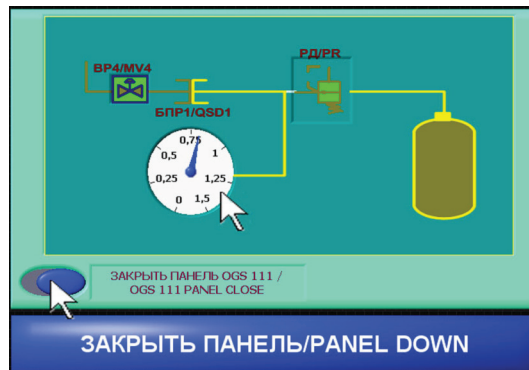 РД/PR
ВР4/MV4
БПР1/QSD1
0,75
0,5
1
0,25
1,25
0
1,5
ЗАКРЫТЬ ПАНЕЛЬ OGS 111 /
OGS 111 PANEL CLOSE
ЗАКРЫТЬ ПАНЕЛЬ/PANEL DOWN